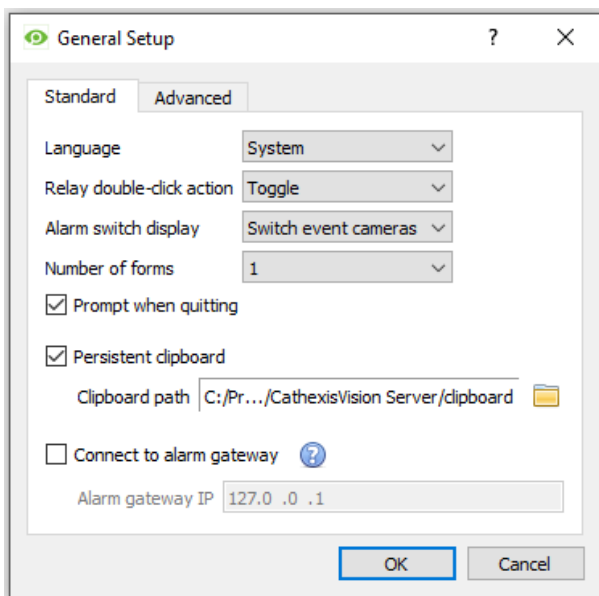 General Setup ?
Standard Advanced
Language System
Relay double-click action Toggle
Alarm switch display Switch event cameras
Number of forms 1
Prompt when quitting
Persistent clipboard
Clipboard path C:/Pr.../CathexisVision Server/clipboard
Connect to alarm gateway ?
Alarm gateway IP 127.0 .0 .1
OK Cancel